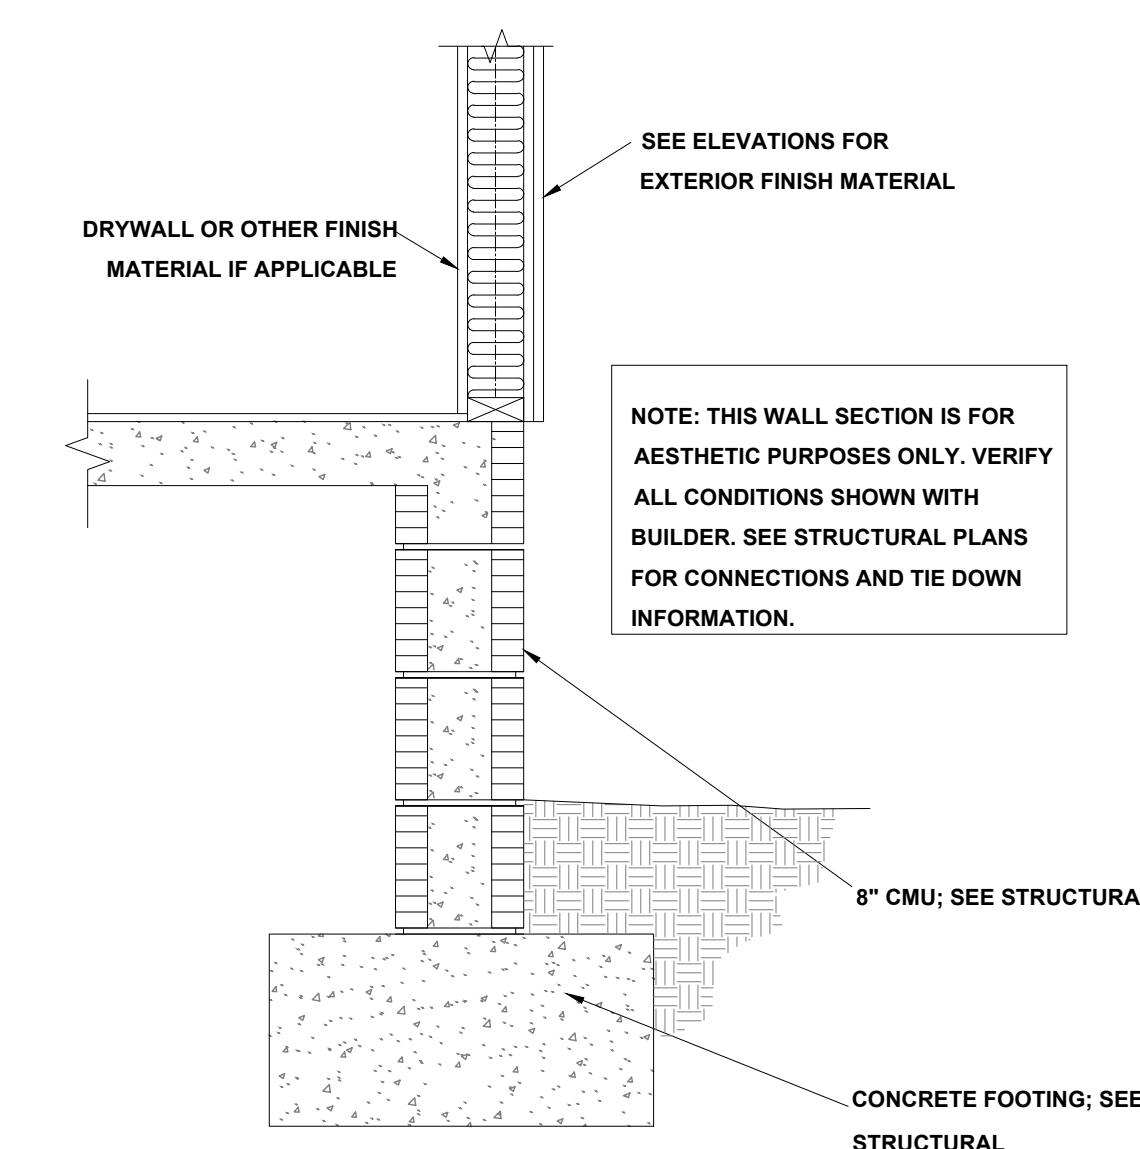 SEE ELEVATIONS FOR
EXTERIOR FINISH MATERIAL
DRYWALL OR OTHER FINISH
MATERIAL IF APPLICABLE
NOTE: THIS WALL SECTION IS FOR
AESTHETIC PURPOSES ONLY. VERIFY
ALL CONDITIONS SHOWN WITH
BUILDER. SEE STRUCTURAL PLANS
FOR CONNECTIONS AND TIE DOWN
INFORMATION.
8" CMU; SEE STRUCTURA
CONCRETE FOOTING; SEE
STRUCTURAL